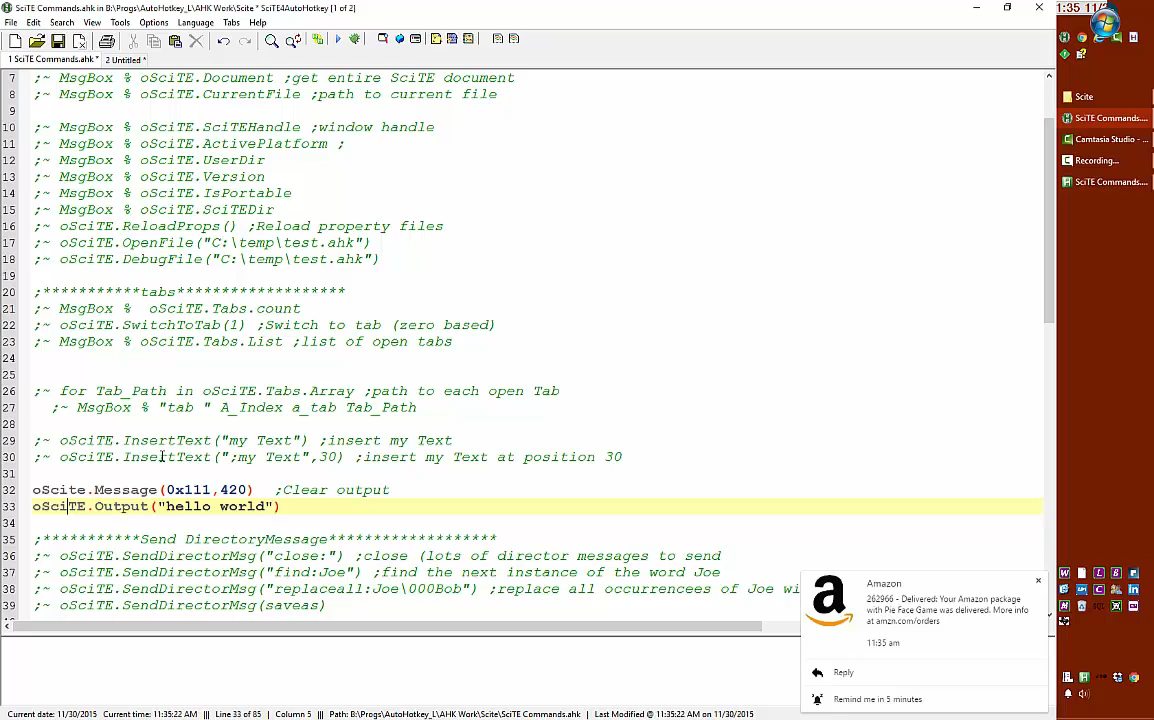 SciTE Commands.ahk in B:\Progs\AutoHotkey_L\AHK Work\Scite * SciTE4AutoHotkey [1 of 2]
1:35 11/
File Edit Search View Tools Options Language Tabs Help
1 SciTE Commands.ahk * 2 Untitled *
7 ;~ MsgBox % oSciTE.Document ;get entire SciTE document
8 ;~ MsgBox % oSciTE.CurrentFile ;path to current file
9
10 ;~ MsgBox % oSciTE.SciTEHandle ;window handle
11 ;~ MsgBox % oSciTE.ActivePlatform ;
12 ;~ MsgBox % oSciTE.UserDir
13 ;~ MsgBox % oSciTE.Version
14 ;~ MsgBox % oSciTE.IsPortable
15 ;~ MsgBox % oSciTE.SciTEDir
16 ;~ oSciTE.ReloadProps() ;Reload property files
17 ;~ oSciTE.OpenFile("C:\temp\test.ahk")
18 ;~ oSciTE.DebugFile("C:\temp\test.ahk")
19
20 ;***********tabs*******************
21 ;~ MsgBox %  oSciTE.Tabs.count
22 ;~ oSciTE.SwitchToTab(1) ;Switch to tab (zero based)
23 ;~ MsgBox % oSciTE.Tabs.List ;list of open tabs
24
25
26 ;~ for Tab_Path in oSciTE.Tabs.Array ;path to each open Tab
27 ;~ MsgBox % "tab " A_Index a_tab Tab_Path
28
29 ;~ oSciTE.InsertText("my Text") ;insert my Text
30 ;~ oSciTE.InsertText(";my Text",30) ;insert my Text at position 30
31
32 oScite.Message(0x111,420)  ;Clear output
33 oSciTE.Output("hello world")
34
35 ;***********Send DirectoryMessage*******************
36 ;~ oSciTE.SendDirectorMsg("close:") ;close (lots of director messages to send
37 ;~ oSciTE.SendDirectorMsg("find:Joe") ;find the next instance of the word Joe
38 ;~ oSciTE.SendDirectorMsg("replaceall:Joe\000Bob") ;replace all occurrencees of Joe wi
39 ;~ oSciTE.SendDirectorMsg(saveas)
Scite
SciTE Commands....
Camtasia Studio - ...
Recording...
SciTE Commands....
Amazon
262966 - Delivered: Your Amazon package
with Pie Face Game was delivered. More info
at amzn.com/orders
11:35 am
Reply
Remind me in 5 minutes
Current date: 11/30/2015 Current time: 11:35:22 AM ||| Line 33 of 85 ||| Column 5 ||| Path: B:\Progs\AutoHotkey_L\AHK Work\Scite\SciTE Commands.ahk ||| Last Modified @ 11:35:22 AM on 11/30/2015